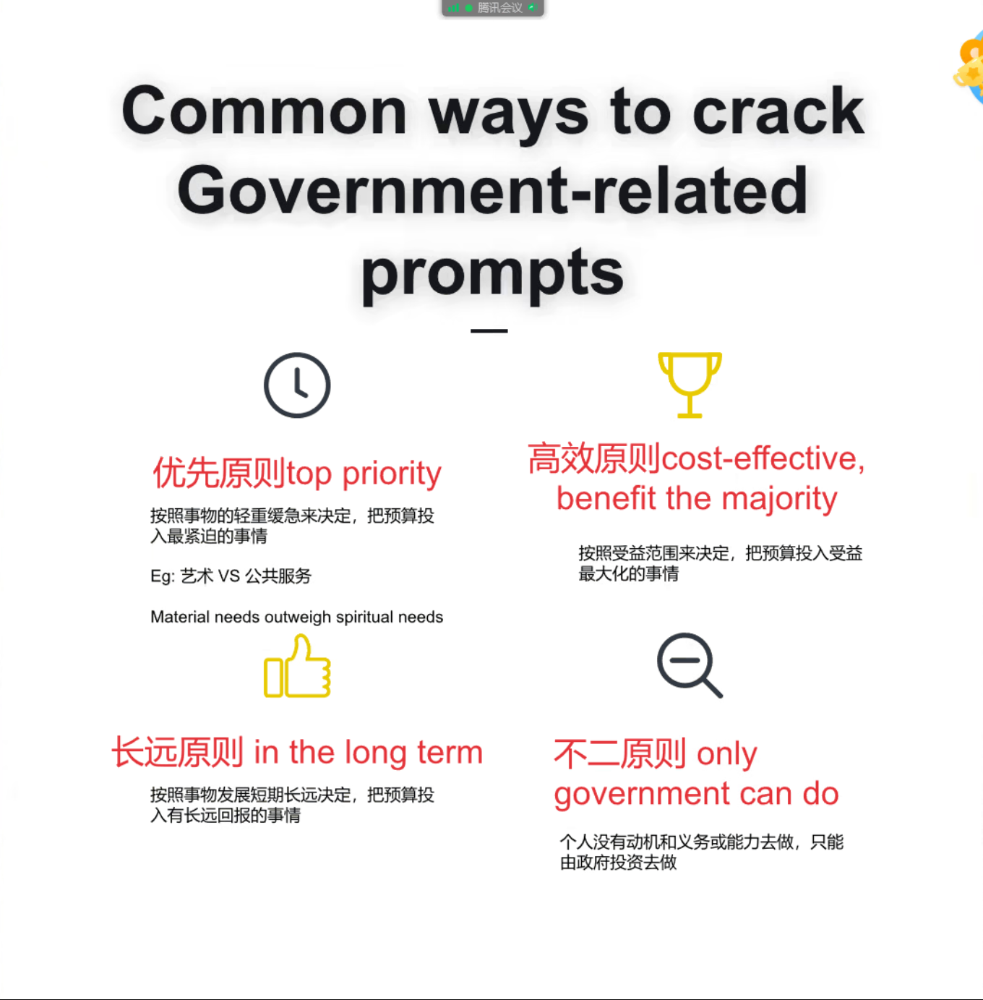 腾讯会议
Common ways to crack
Government-related
prompts
优先原则top priority
按照事物的轻重缓急来决定，把预算投
入最紧迫的事情
Eg: 艺术 VS 公共服务
Material needs outweigh spiritual needs
高效原则cost-effective,
benefit the majority
按照受益范围来决定，把预算投入受益
最大化的事情
长远原则 in the long term
按照事物发展短期长远决定，把预算投
入有长远回报的事情
不二原则 only
government can do
个人没有动机和义务或能力去做，只能
由政府投资去做